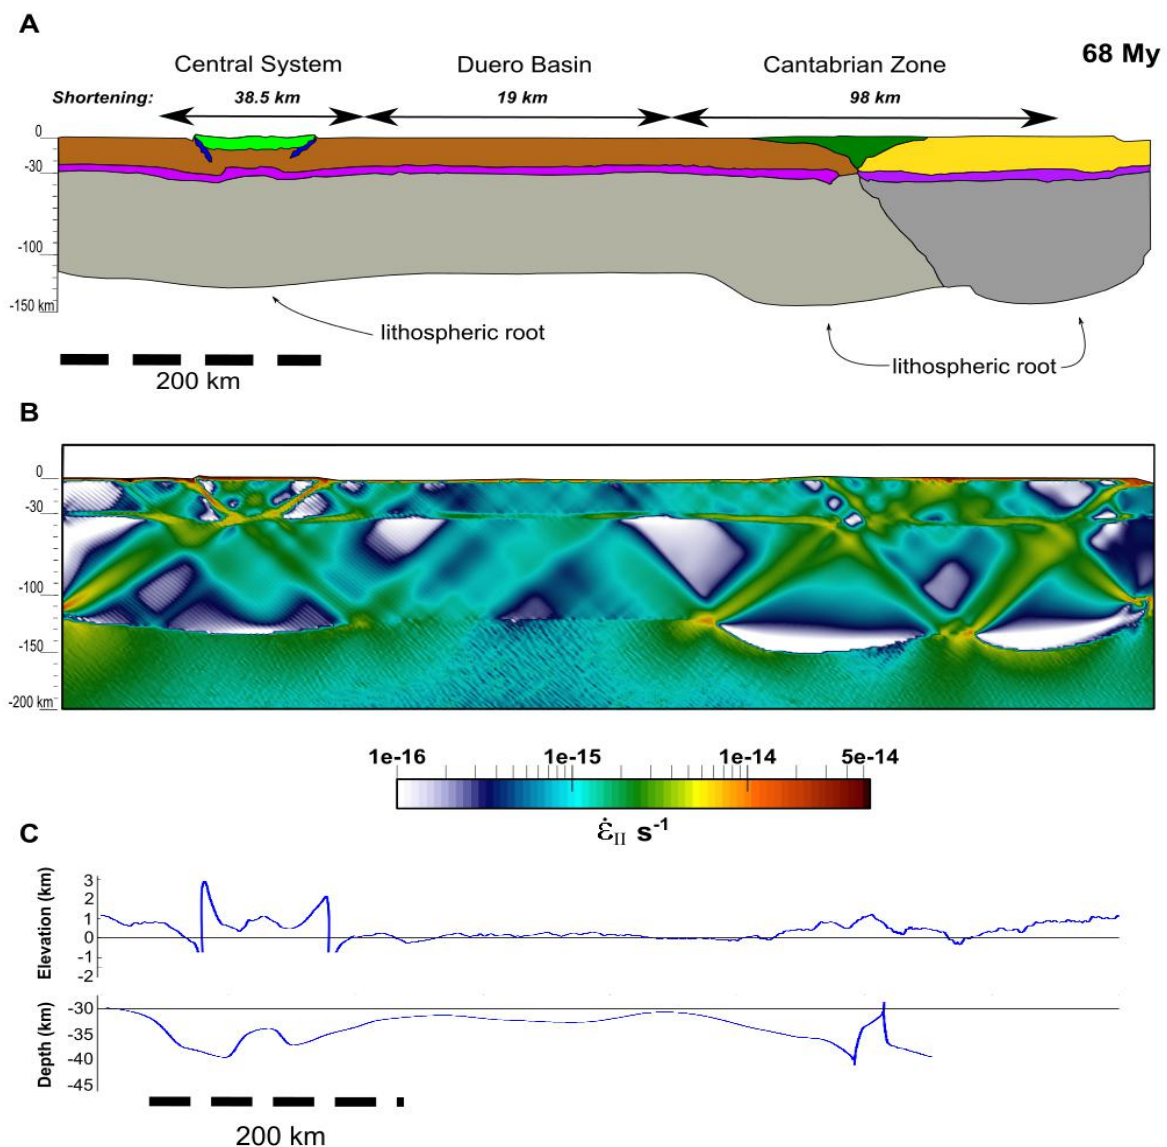 A
68 My
Central System Duero Basin Cantabrian Zone
Shortening: 38.5 km 19 km 98 km
0
-30
-100
-150 km
lithospheric root
lithospheric root
200 km
B
0
-30
-100
-150
-200 km
1e-16 1e-15 1e-14 5e-14
ε̇II s-1
C
Elevation (km)
3
2
1
0
-1
-2
Depth (km)
-30
-35
-40
-45
200 km